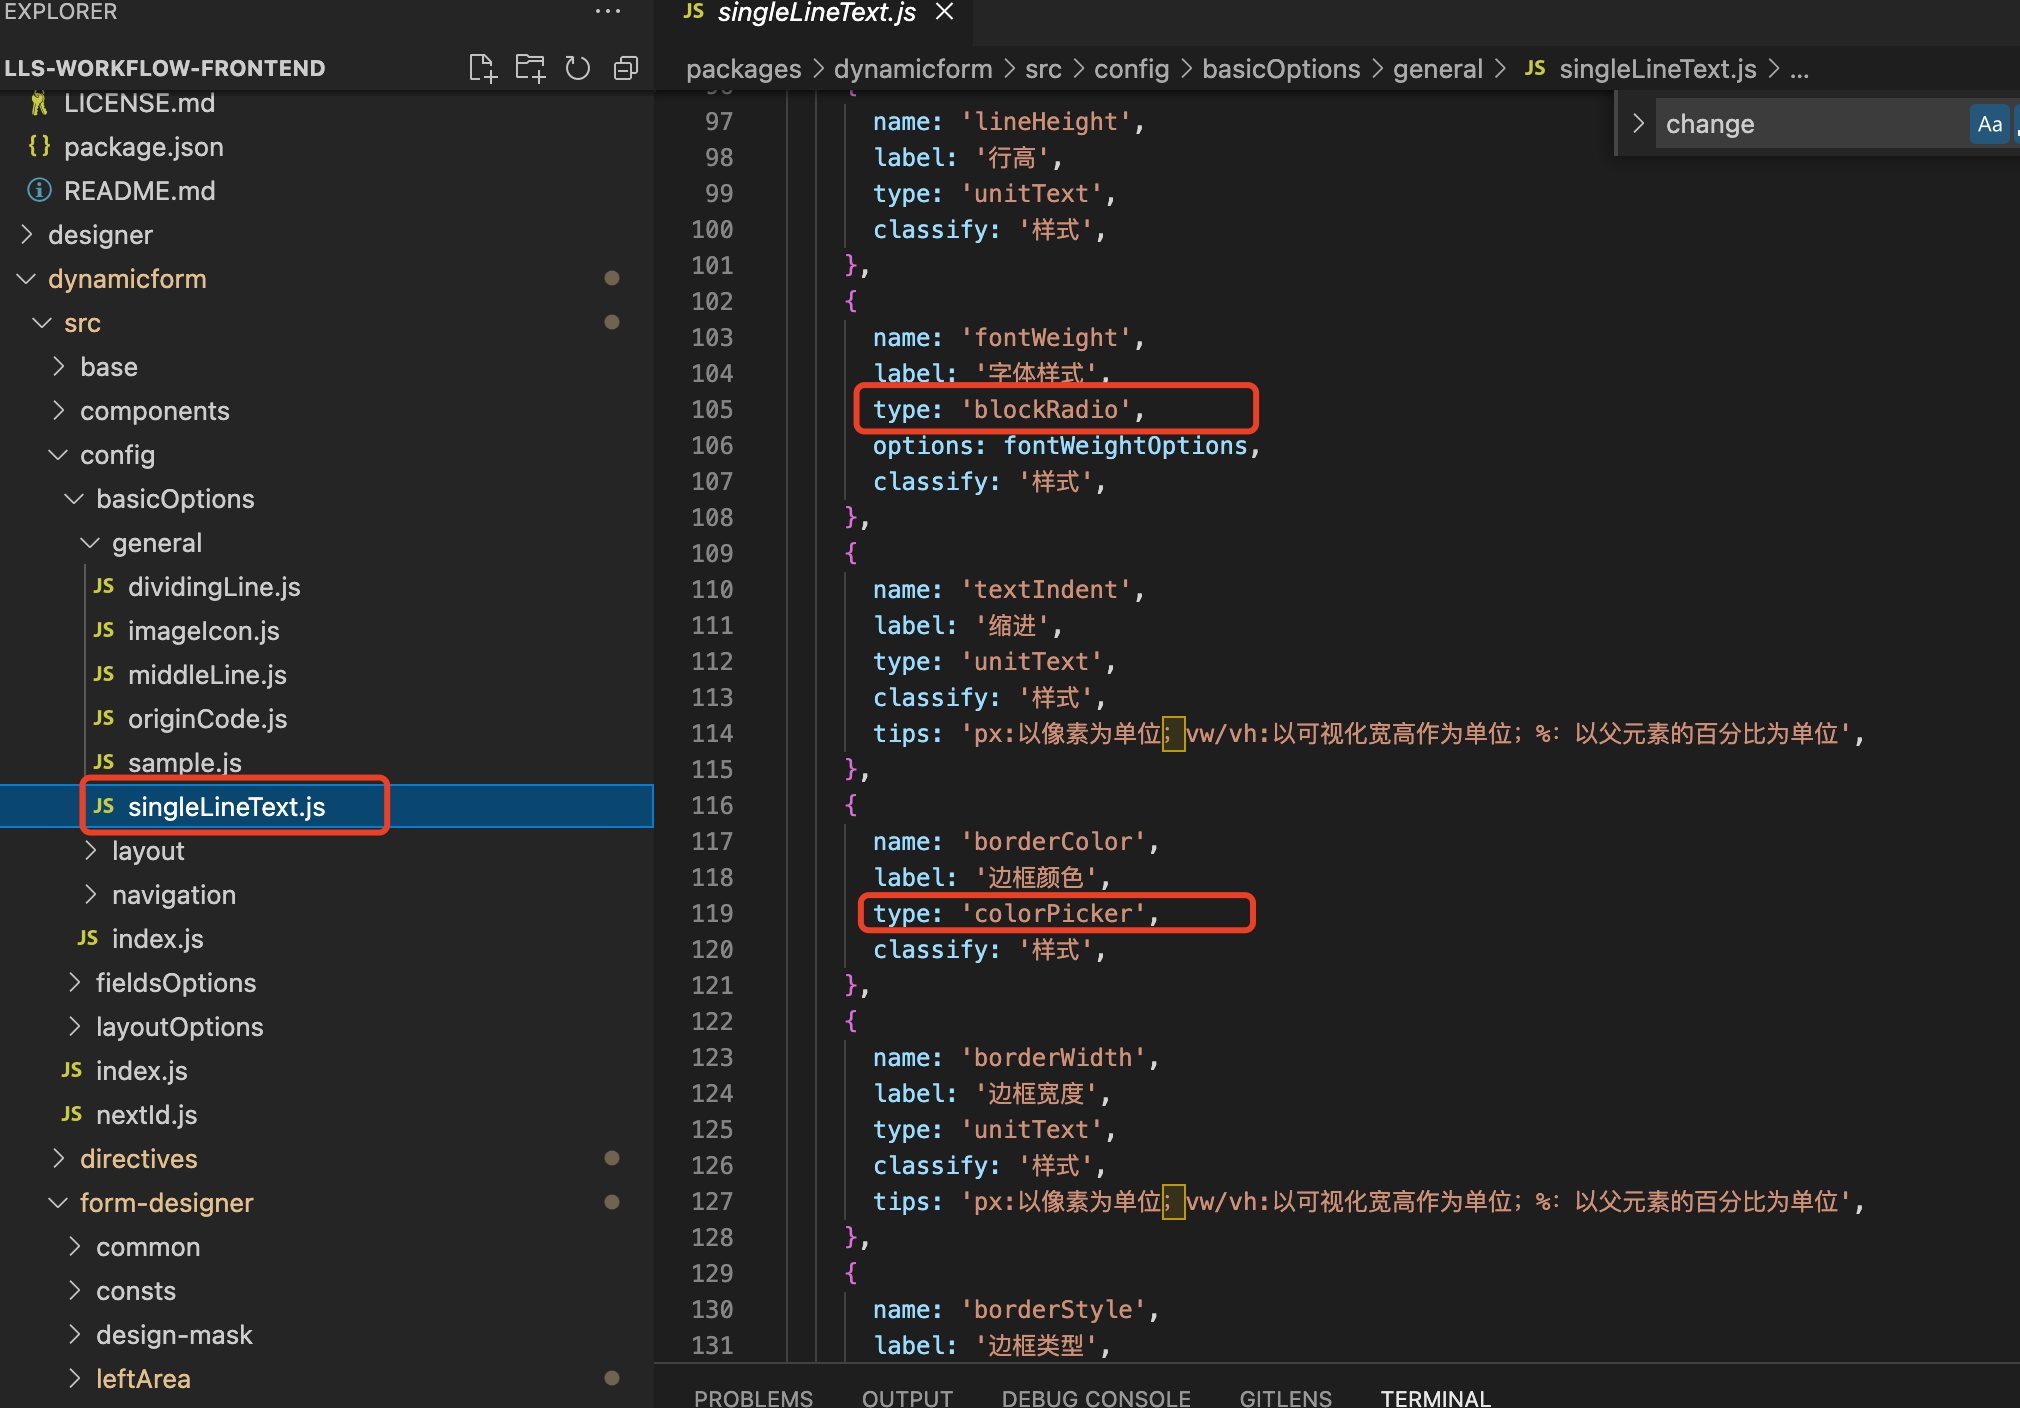 EXPLORER
LLS-WORKFLOW-FRONTEND
LICENSE.md
{} package.json
README.md
designer
dynamicform
src
base
components
config
basicOptions
general
JS dividingLine.js
JS imageIcon.js
JS middleLine.js
JS originCode.js
JS sample.js
JS singleLineText.js
layout
navigation
JS index.js
fieldsOptions
layoutOptions
JS index.js
JS nextId.js
directives
form-designer
common
consts
design-mask
leftArea
JS singleLineText.js
packages > dynamicform > src > config > basicOptions > general > JS singleLineText.js > ...
change
Aa
96 {
97 name: 'lineHeight',
98 label: '行高',
99 type: 'unitText',
100 classify: '样式',
101 },
102 {
103 name: 'fontWeight',
104 label: '字体样式',
105 type: 'blockRadio',
106 options: fontWeightOptions,
107 classify: '样式',
108 },
109 {
110 name: 'textIndent',
111 label: '缩进',
112 type: 'unitText',
113 classify: '样式',
114 tips: 'px:以像素为单位；vw/vh:以可视化宽高作为单位；%: 以父元素的百分比为单位',
115 },
116 {
117 name: 'borderColor',
118 label: '边框颜色',
119 type: 'colorPicker',
120 classify: '样式',
121 },
122 {
123 name: 'borderWidth',
124 label: '边框宽度',
125 type: 'unitText',
126 classify: '样式',
127 tips: 'px:以像素为单位；vw/vh:以可视化宽高作为单位；%: 以父元素的百分比为单位',
128 },
129 {
130 name: 'borderStyle',
131 label: '边框类型',
PROBLEMS OUTPUT DEBUG CONSOLE GITLENS TERMINAL